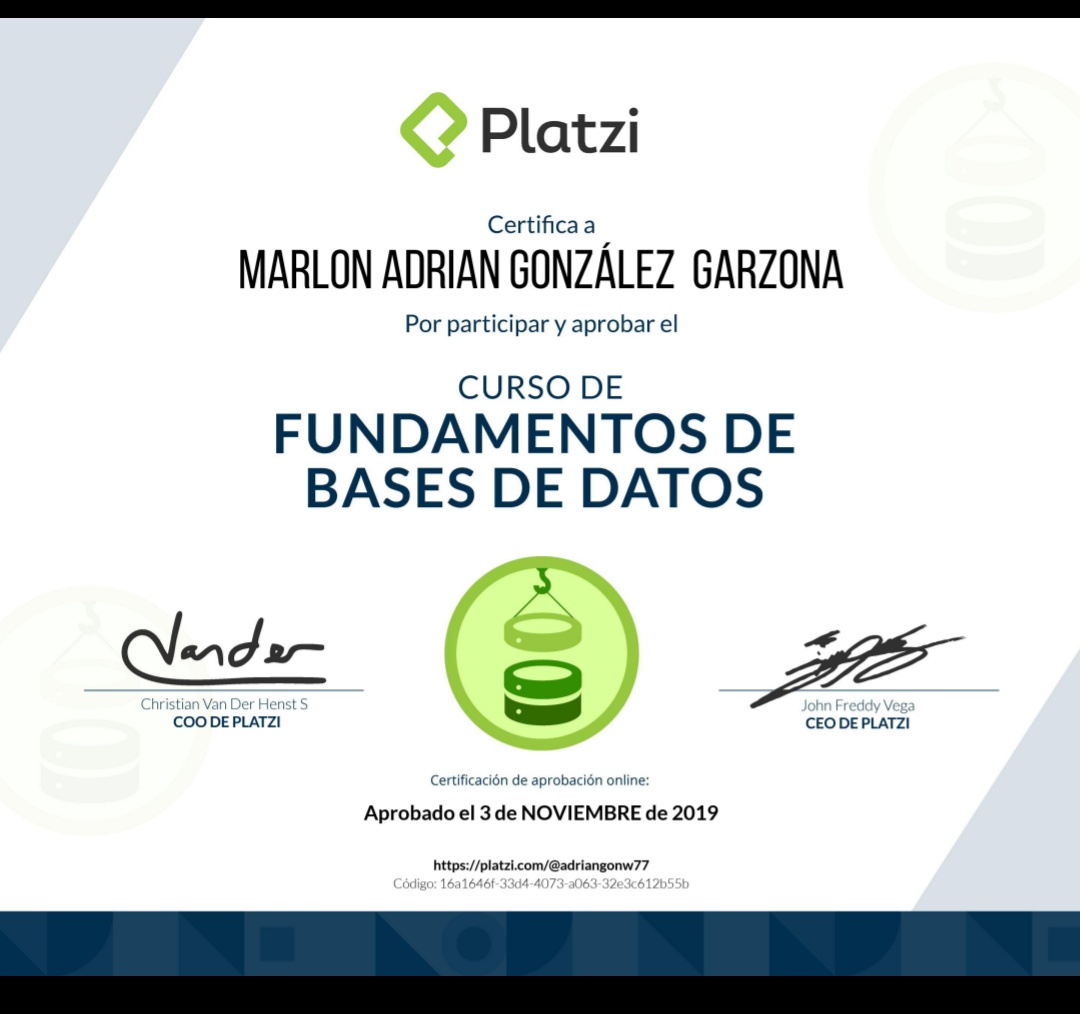 Platzi
Certifica a
MARLON ADRIAN GONZÁLEZ GARZONA
Por participar y aprobar el
CURSO DE
FUNDAMENTOS DE
BASES DE DATOS
Vander
Christian Van Der Henst S
COO DE PLATZI
John Freddy Vega
CEO DE PLATZI
Certificación de aprobación online:
Aprobado el 3 de NOVIEMBRE de 2019
https://platzi.com/@adriangonw77
Código: 16a1646f-33d4-4073-a063-32e3c612b55b